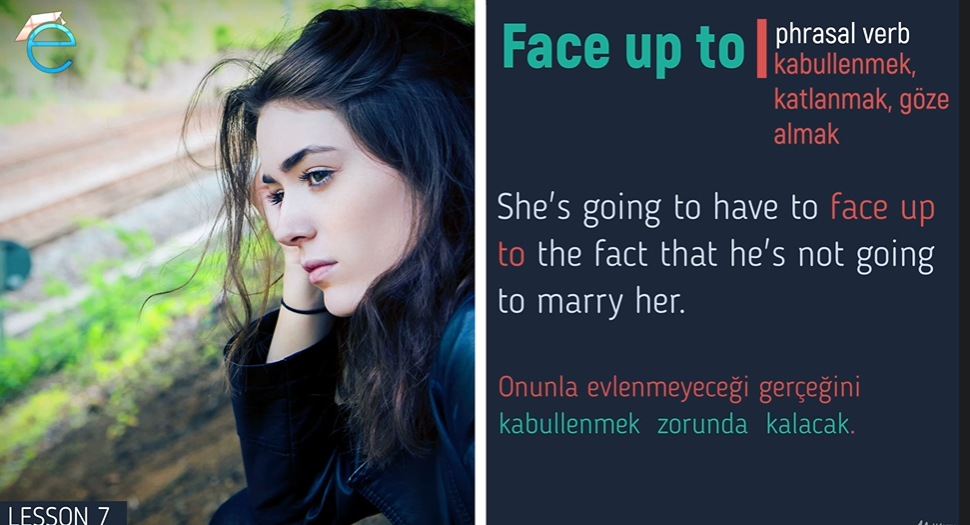 e
Face up to
phrasal verb
kabullenmek,
katlanmak, göze
almak
She's going to have to face up
to the fact that he's not going
to marry her.
Onunla evlenmeyeceği gerçeğini
kabullenmek zorunda kalacak.
LESSON 7